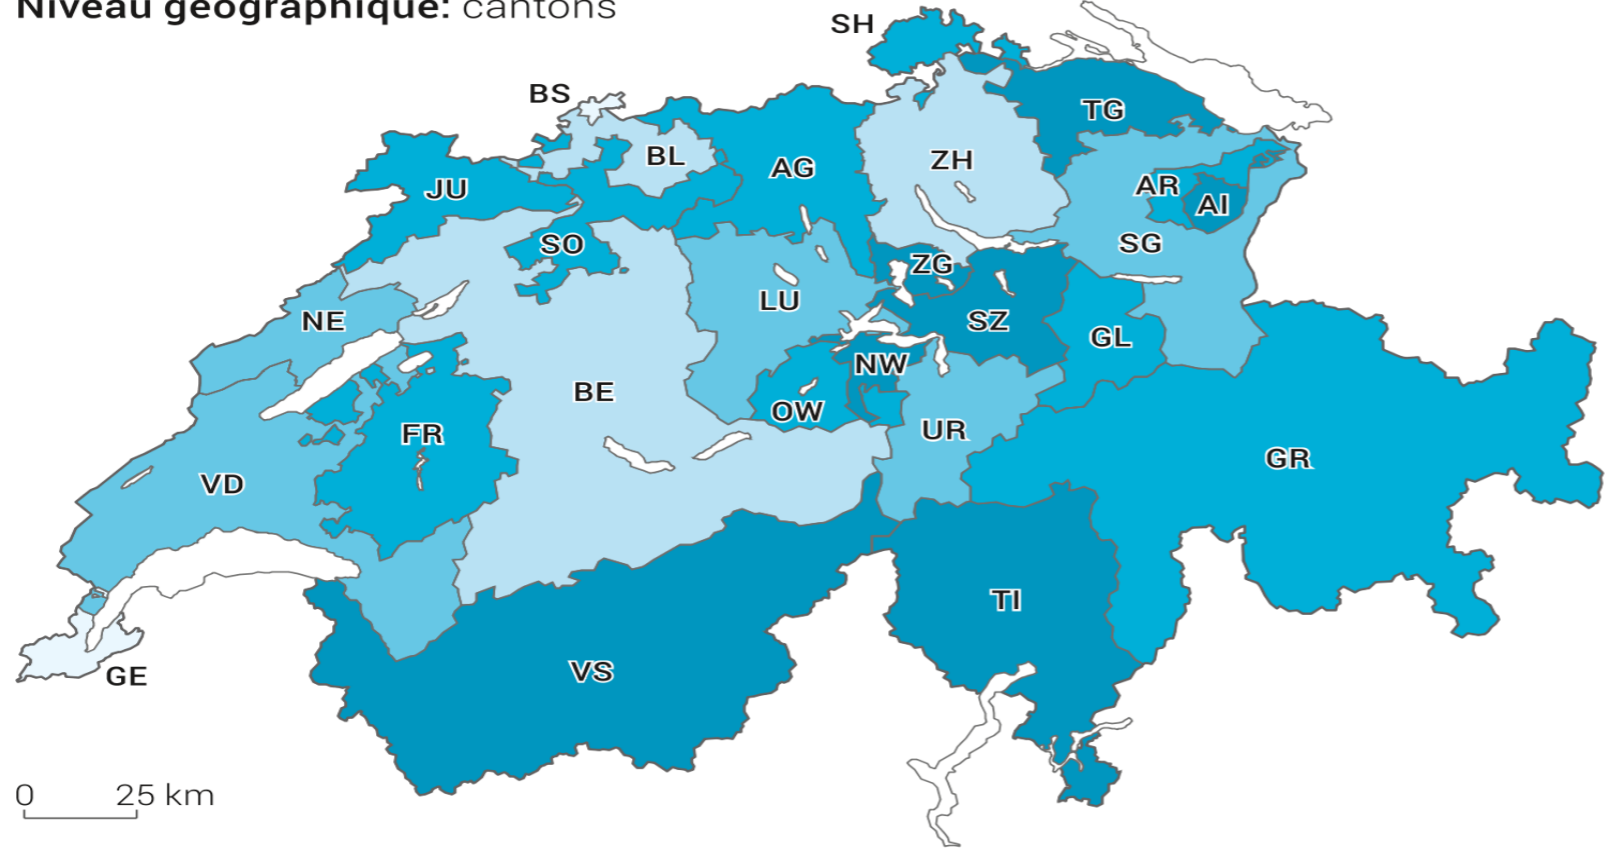 Niveau géographique: cantons
SH
BS
TG
BL
ZH
AG
JU
AR
AI
SO
SG
ZG
LU
NE
SZ
GL
NW
BE
OW
UR
FR
GR
VD
TI
VS
GE
0 25 km